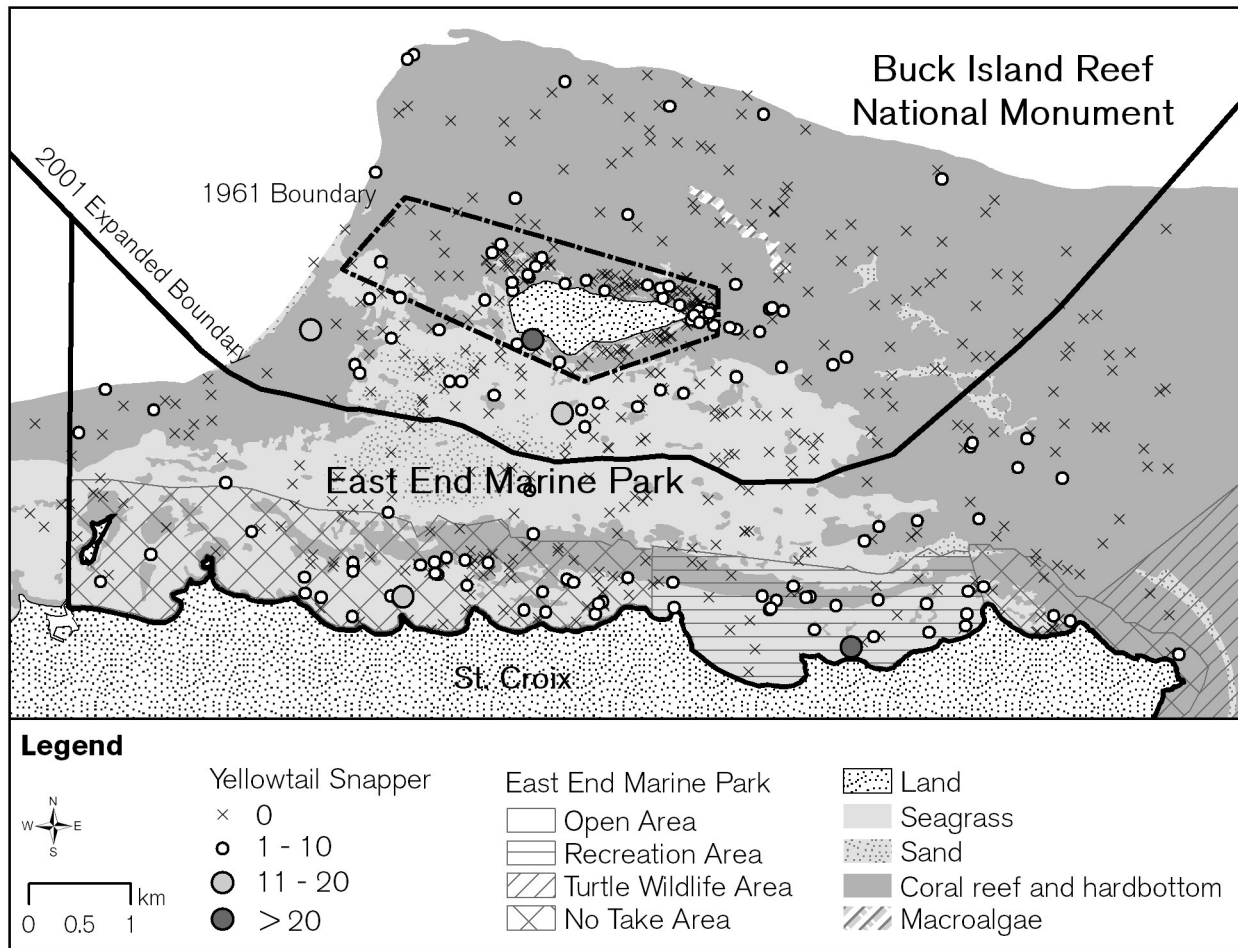 Buck Island Reef
National Monument
2001 Expanded Boundary
1961 Boundary
East End Marine Park
St. Croix
Legend
N
W E
S
km
0 0.5 1
Yellowtail Snapper
0
1 - 10
11 - 20
> 20
East End Marine Park
Open Area
Recreation Area
Turtle Wildlife Area
No Take Area
Land
Seagrass
Sand
Coral reef and hardbottom
Macroalgae